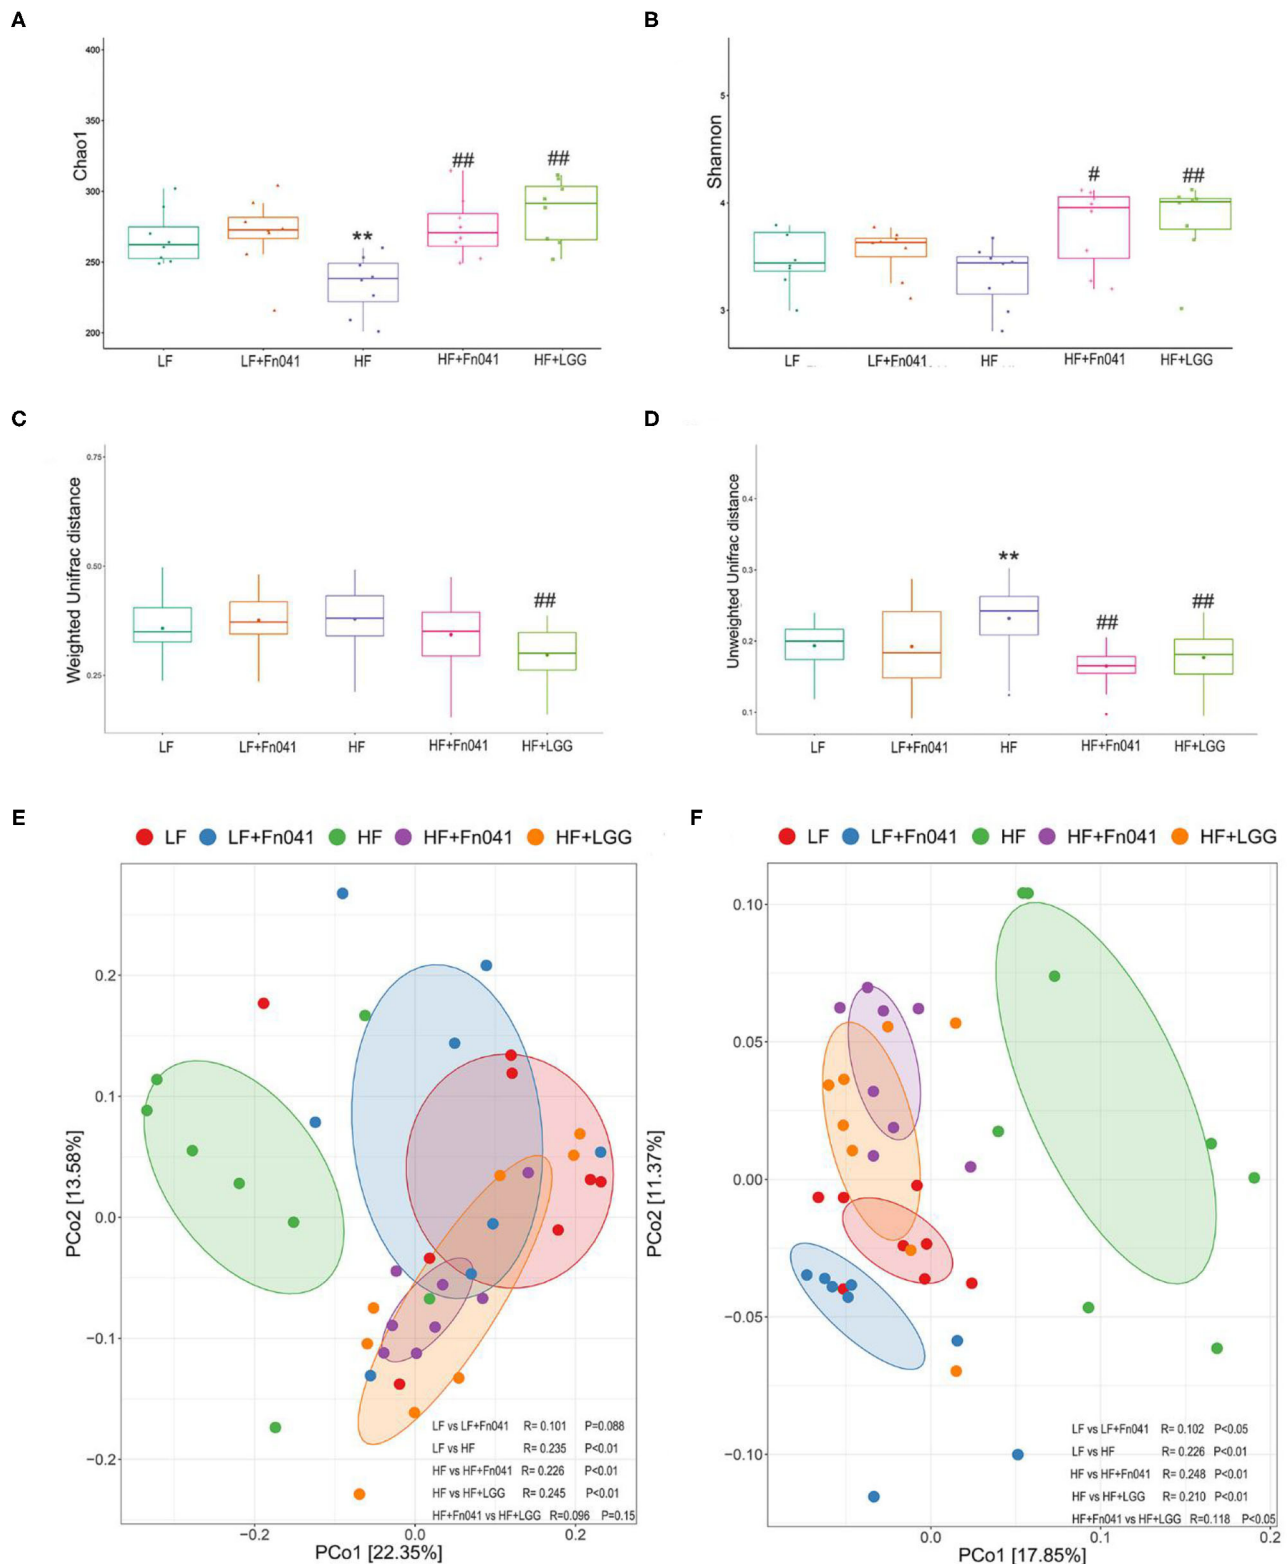 A
B
400
350
300
250
200
Chao1
**
##
##
LF
LF+Fn041
HF
HF+Fn041
HF+LGG
5
4
3
Shannon
#
##
LF
LF+Fn041
HF
HF+Fn041
HF+LGG
C
D
0.75
0.50
0.25
Weighted Unifrac distance
##
LF
LF+Fn041
HF
HF+Fn041
HF+LGG
0.4
0.3
0.2
0.1
Unweighted Unifrac distance
**
##
##
LF
LF+Fn041
HF
HF+Fn041
HF+LGG
E
LF LF+Fn041 HF HF+Fn041 HF+LGG
0.2
0.1
0.0
−0.1
−0.2
PCo2 [13.58%]
LF vs LF+Fn041 R= 0.101 P=0.088
LF vs HF R= 0.235 P<0.01
HF vs HF+Fn041 R= 0.226 P<0.01
HF vs HF+LGG R= 0.245 P<0.01
HF+Fn041 vs HF+LGG R=0.096 P=0.15
−0.2 0.0 0.2
PCo1 [22.35%]
F
LF LF+Fn041 HF HF+Fn041 HF+LGG
0.10
0.05
0.00
−0.05
−0.10
PCo2 [11.37%]
LF vs LF+Fn041 R= 0.102 P<0.05
LF vs HF R= 0.226 P<0.01
HF vs HF+Fn041 R= 0.248 P<0.01
HF vs HF+LGG R= 0.210 P<0.01
HF+Fn041 vs HF+LGG R=0.118 P<0.05
0.0 0.1 0.2
PCo1 [17.85%]